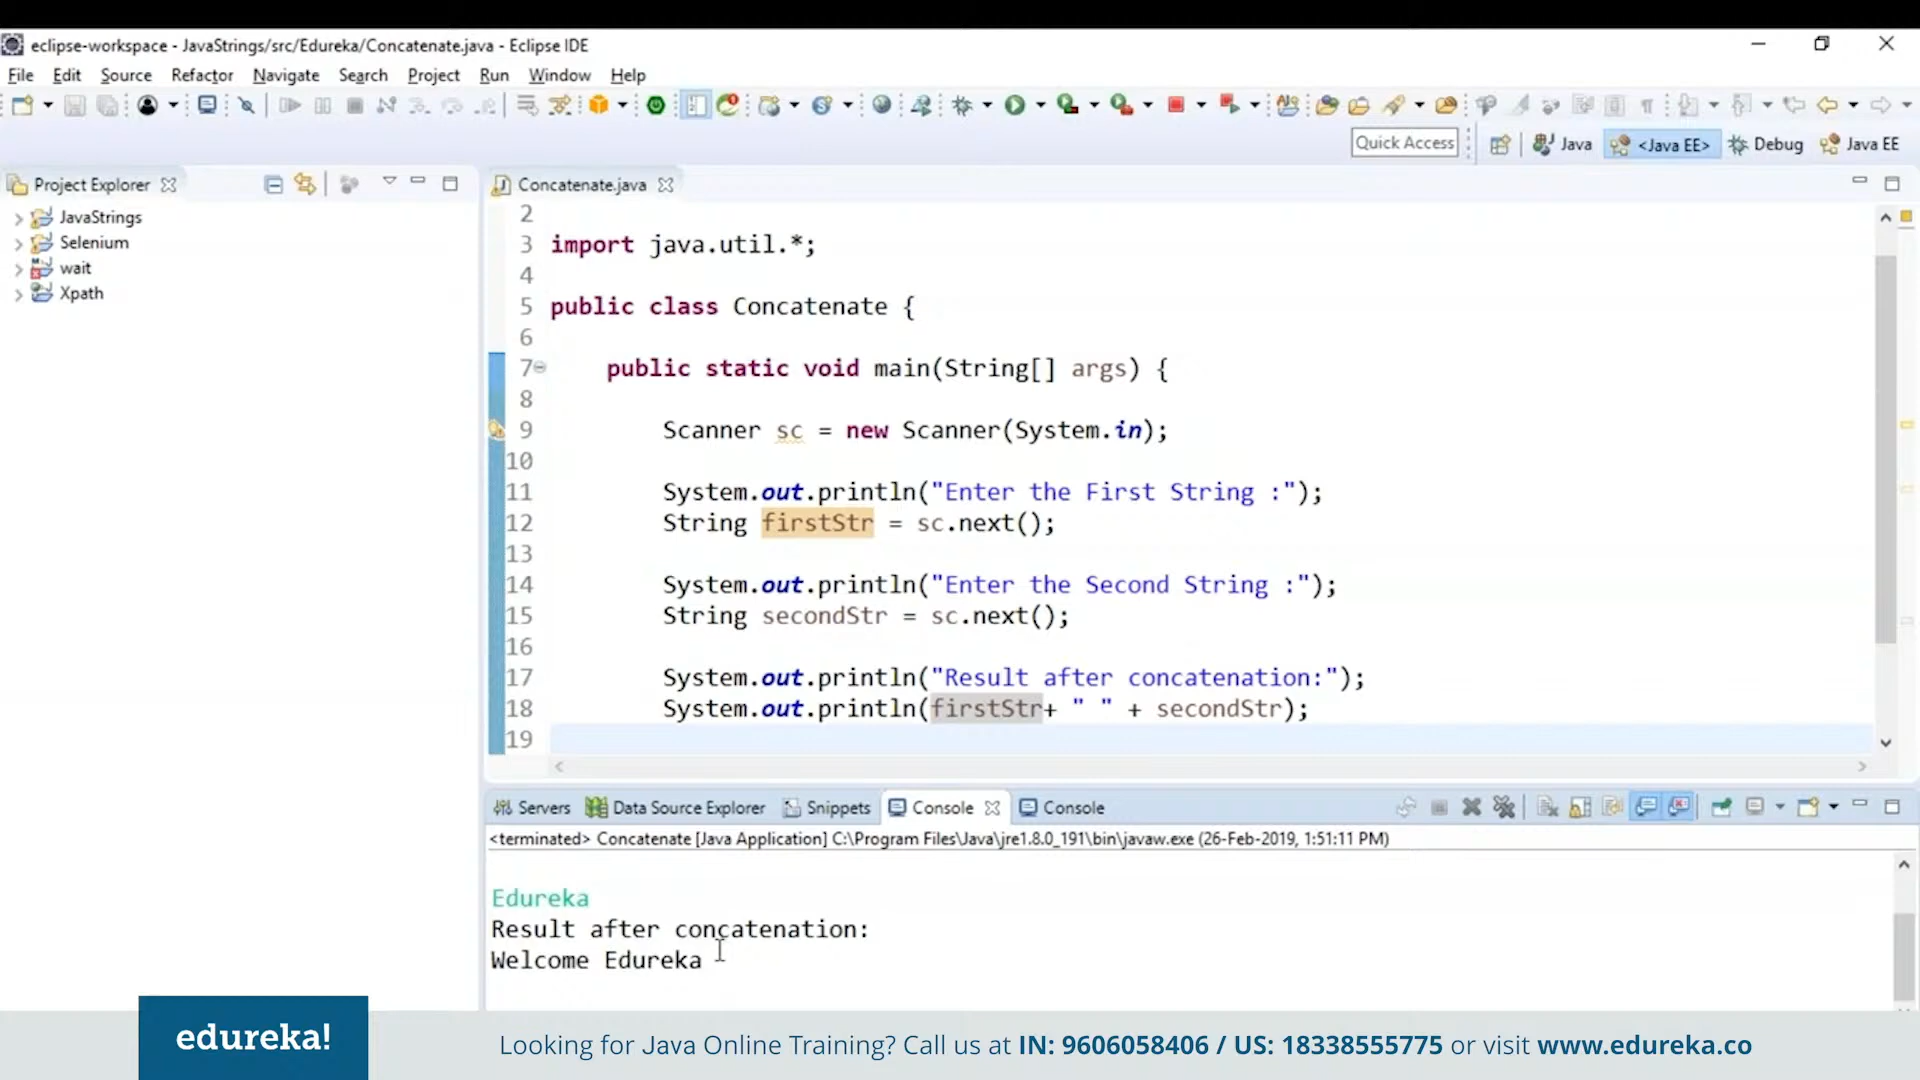 eclipse-workspace - JavaStrings/src/Edureka/Concatenate.java - Eclipse IDE
File Edit Source Refactor Navigate Search Project Run Window Help
Quick Access Java <Java EE> Debug Java EE
Project Explorer
JavaStrings
Selenium
wait
Xpath
Concatenate.java
2
3 import java.util.*;
4
5 public class Concatenate {
6
7 public static void main(String[] args) {
8
9 Scanner sc = new Scanner(System.in);
10
11 System.out.println("Enter the First String :");
12 String firstStr = sc.next();
13
14 System.out.println("Enter the Second String :");
15 String secondStr = sc.next();
16
17 System.out.println("Result after concatenation:");
18 System.out.println(firstStr+ " " + secondStr);
19
Servers Data Source Explorer Snippets Console Console
<terminated> Concatenate [Java Application] C:\Program Files\Java\jre1.8.0_191\bin\javaw.exe (26-Feb-2019, 1:51:11 PM)
Edureka
Result after concatenation:
Welcome Edureka
edureka!
Looking for Java Online Training? Call us at IN: 9606058406 / US: 18338555775 or visit www.edureka.co